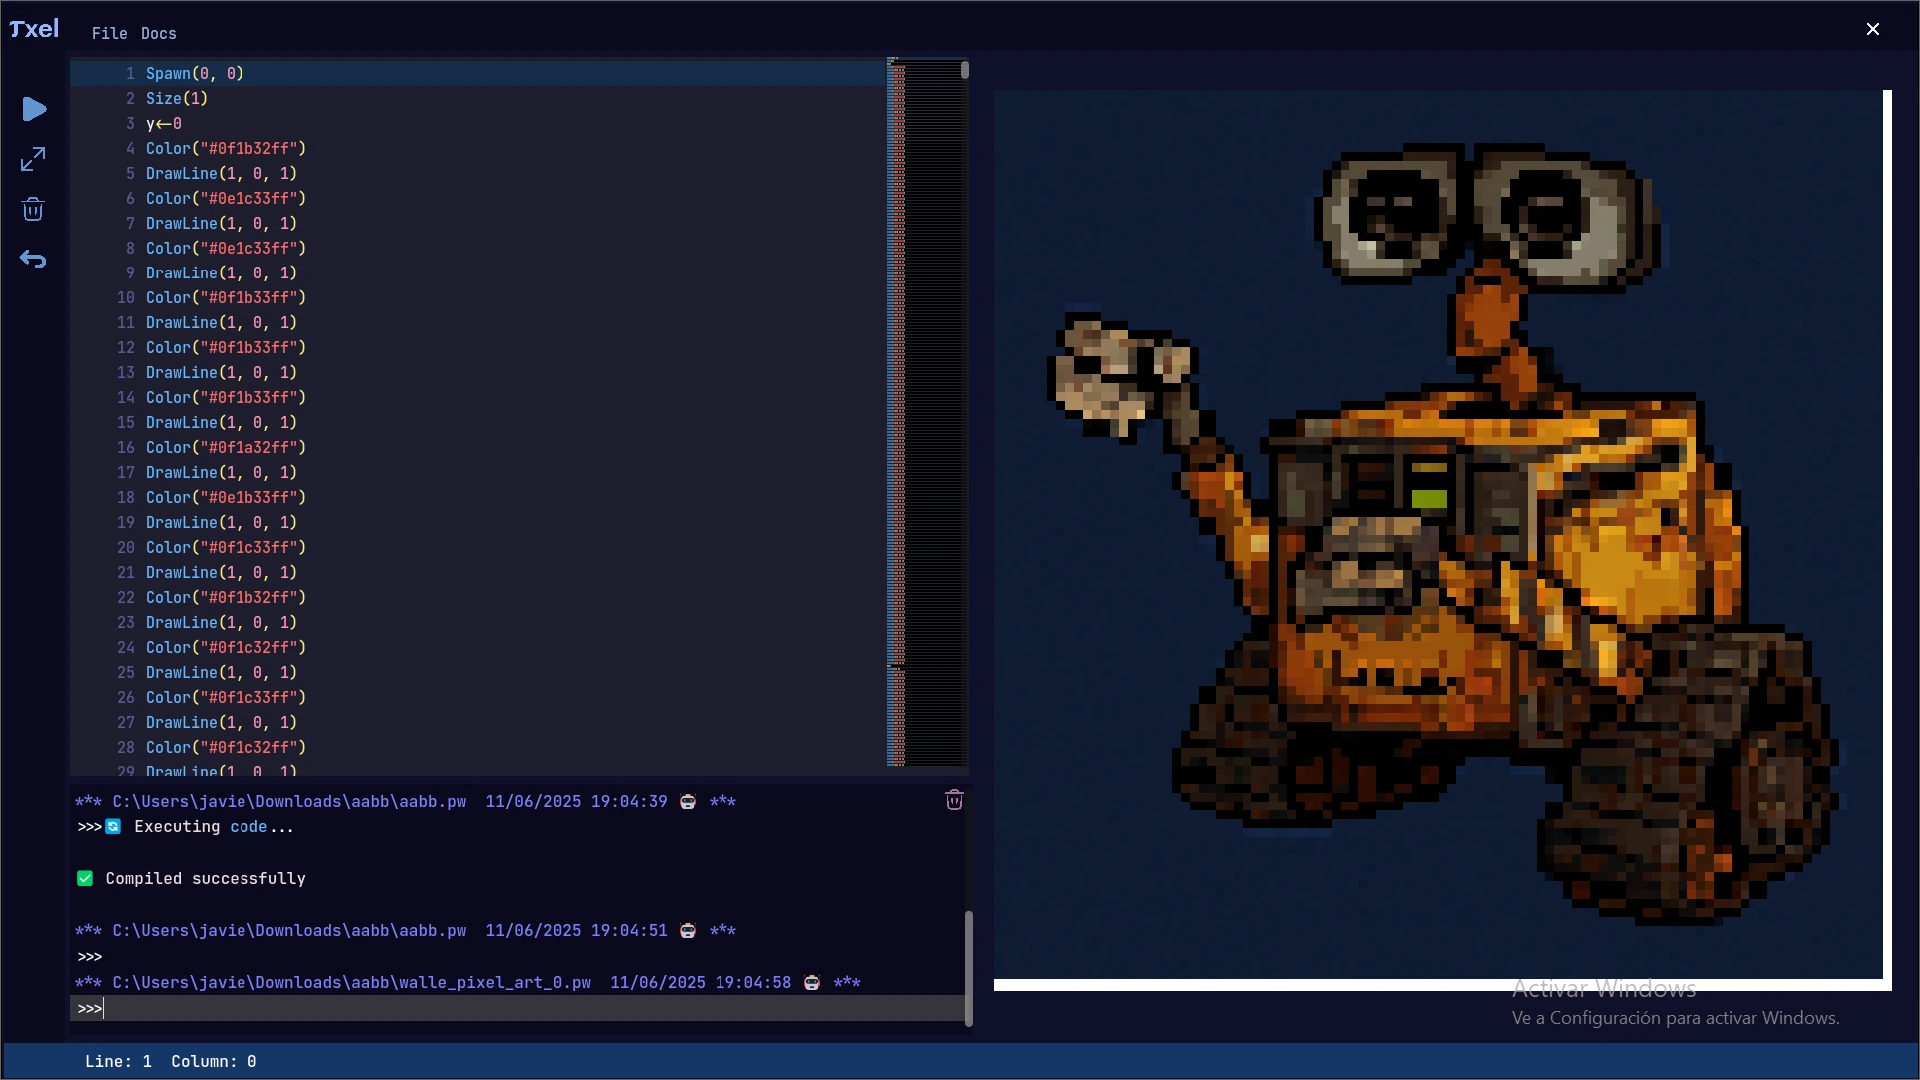 πxel
File Docs
1 Spawn(0, 0)
2 Size(1)
3 y←0
4 Color("#0f1b32ff")
5 DrawLine(1, 0, 1)
6 Color("#0e1c33ff")
7 DrawLine(1, 0, 1)
8 Color("#0e1c33ff")
9 DrawLine(1, 0, 1)
10 Color("#0f1b33ff")
11 DrawLine(1, 0, 1)
12 Color("#0f1b33ff")
13 DrawLine(1, 0, 1)
14 Color("#0f1b33ff")
15 DrawLine(1, 0, 1)
16 Color("#0f1a32ff")
17 DrawLine(1, 0, 1)
18 Color("#0e1b33ff")
19 DrawLine(1, 0, 1)
20 Color("#0f1c33ff")
21 DrawLine(1, 0, 1)
22 Color("#0f1b32ff")
23 DrawLine(1, 0, 1)
24 Color("#0f1c32ff")
25 DrawLine(1, 0, 1)
26 Color("#0f1c33ff")
27 DrawLine(1, 0, 1)
28 Color("#0f1c32ff")
29 DrawLine(1, 0, 1)
*** C:\Users\javie\Downloads\aabb\aabb.pw 11/06/2025 19:04:39 🤖 ***
>>>🔄 Executing code...
✅ Compiled successfully
*** C:\Users\javie\Downloads\aabb\aabb.pw 11/06/2025 19:04:51 🤖 ***
>>>
*** C:\Users\javie\Downloads\aabb\walle_pixel_art_0.pw 11/06/2025 19:04:58 🤖 ***
>>>
Activar Windows
Ve a Configuración para activar Windows.
Line: 1 Column: 0